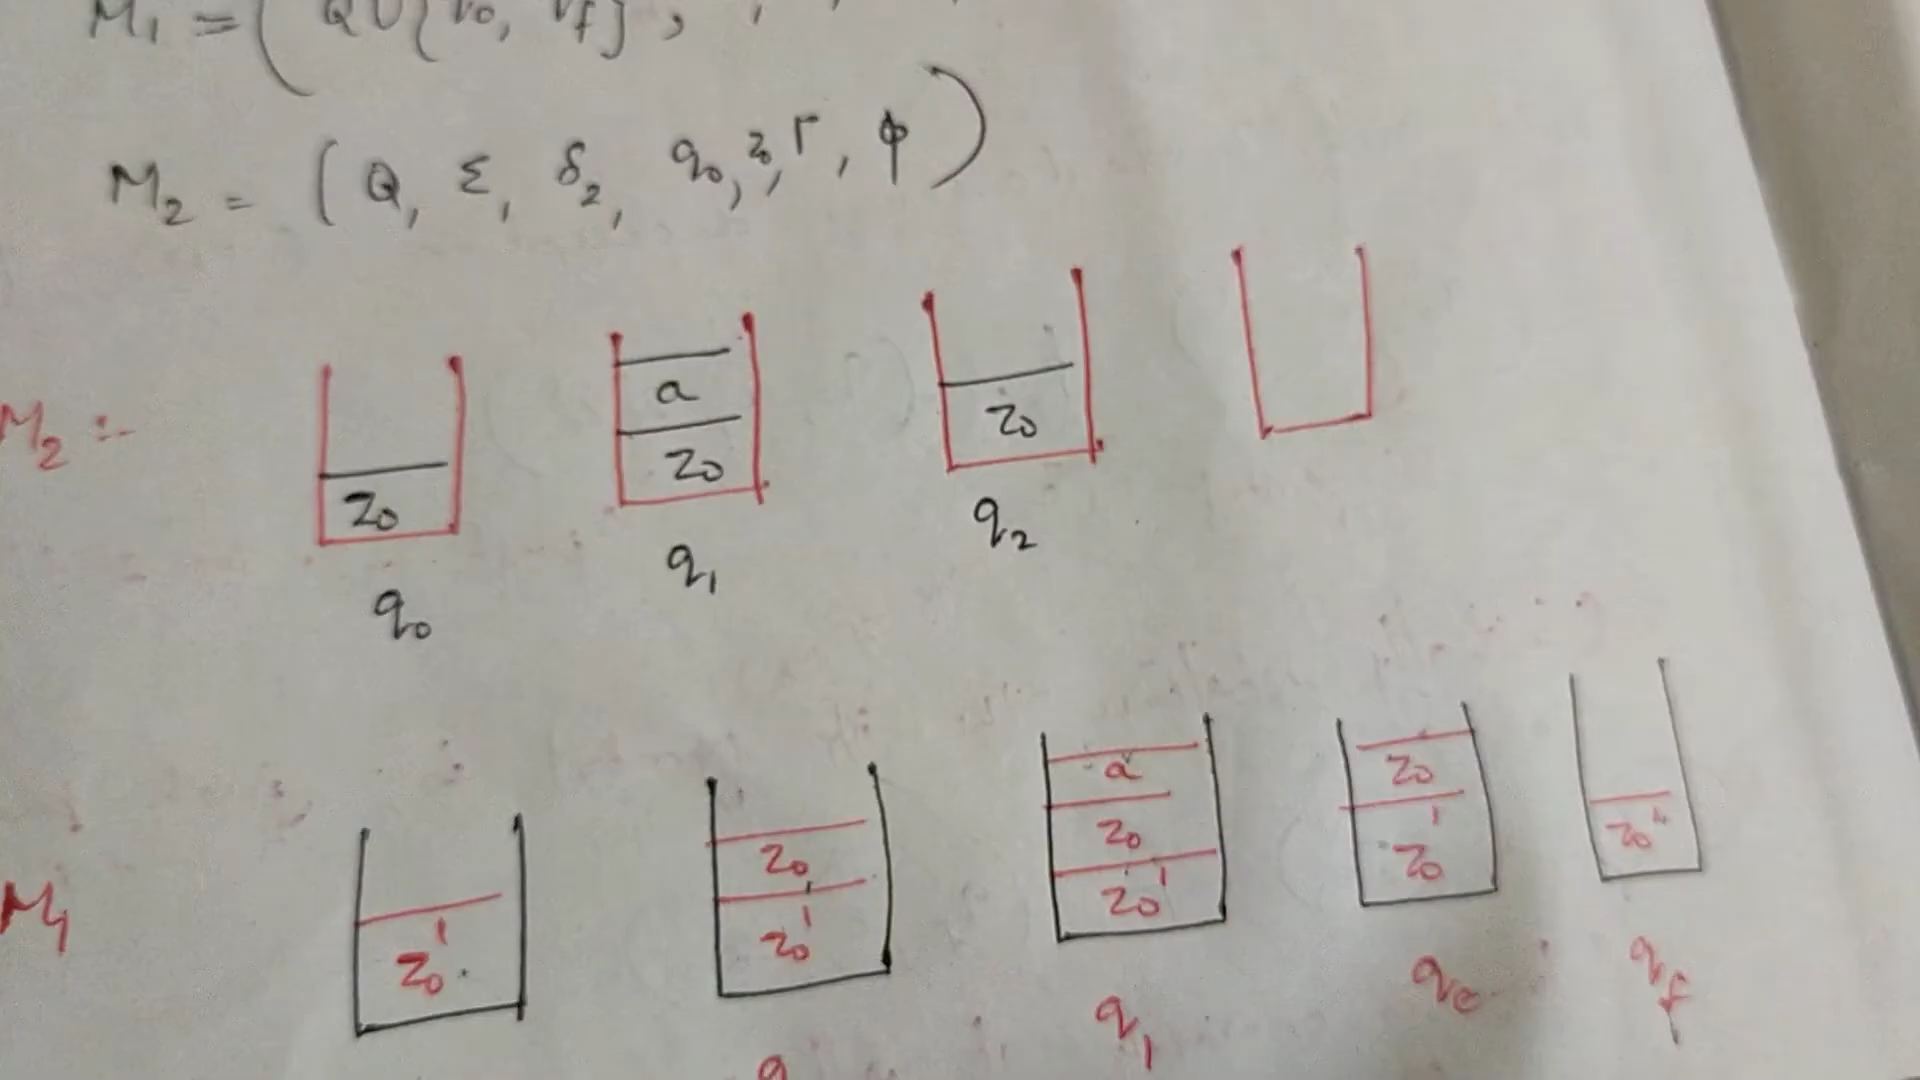 M₁ = ( Q∪{q₀, q_f},
M₂ = ( Q, Σ, δ₂, q₀, z₀, Γ, φ )
M₂ :-
a
Z₀ Z₀ Z₀
q₀ q₁ q₂
M₁
a Z₀
Z₀ Z₀
Z₀' Z₀' Z₀' Z₀' Z₀'
q₁ q_f